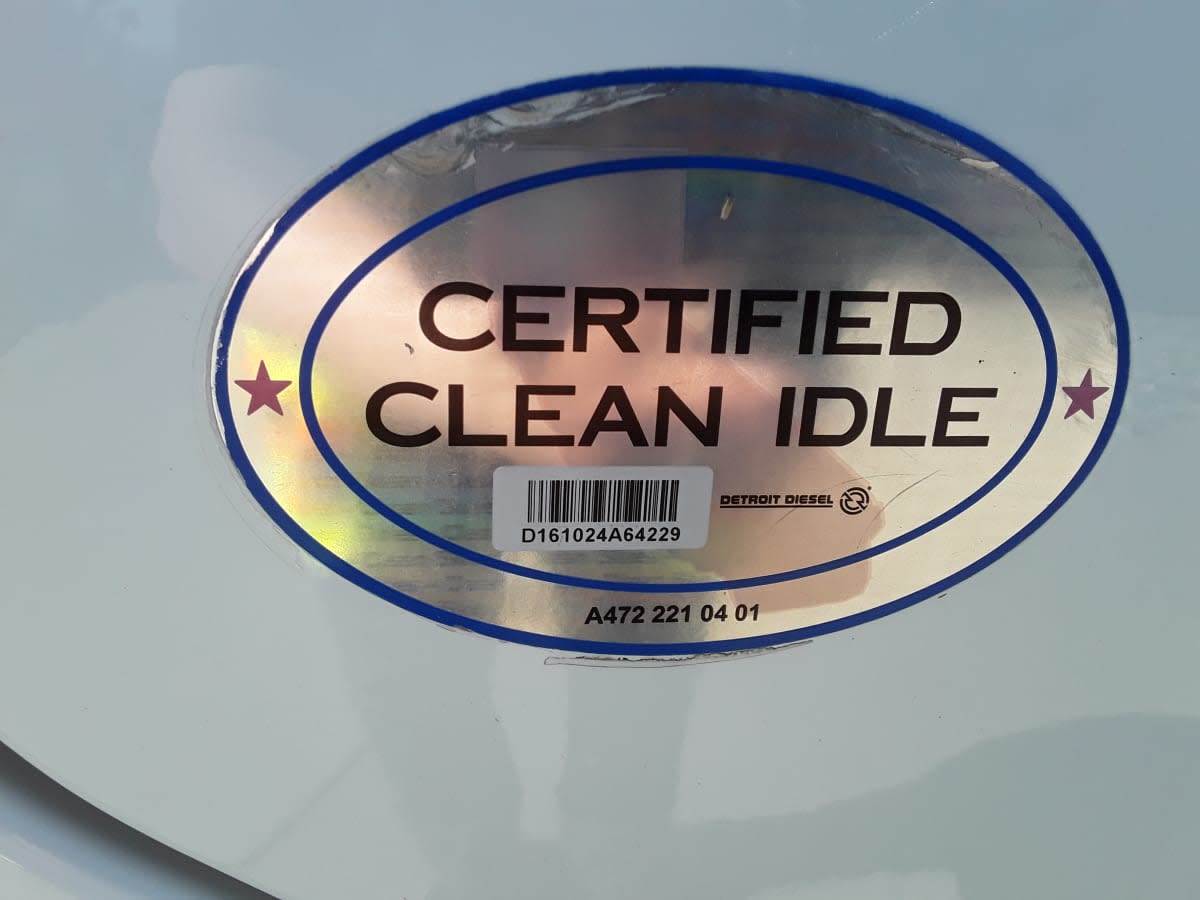 CERTIFIED
CLEAN IDLE
D161024A64229
DETROIT DIESEL
A472 221 04 01